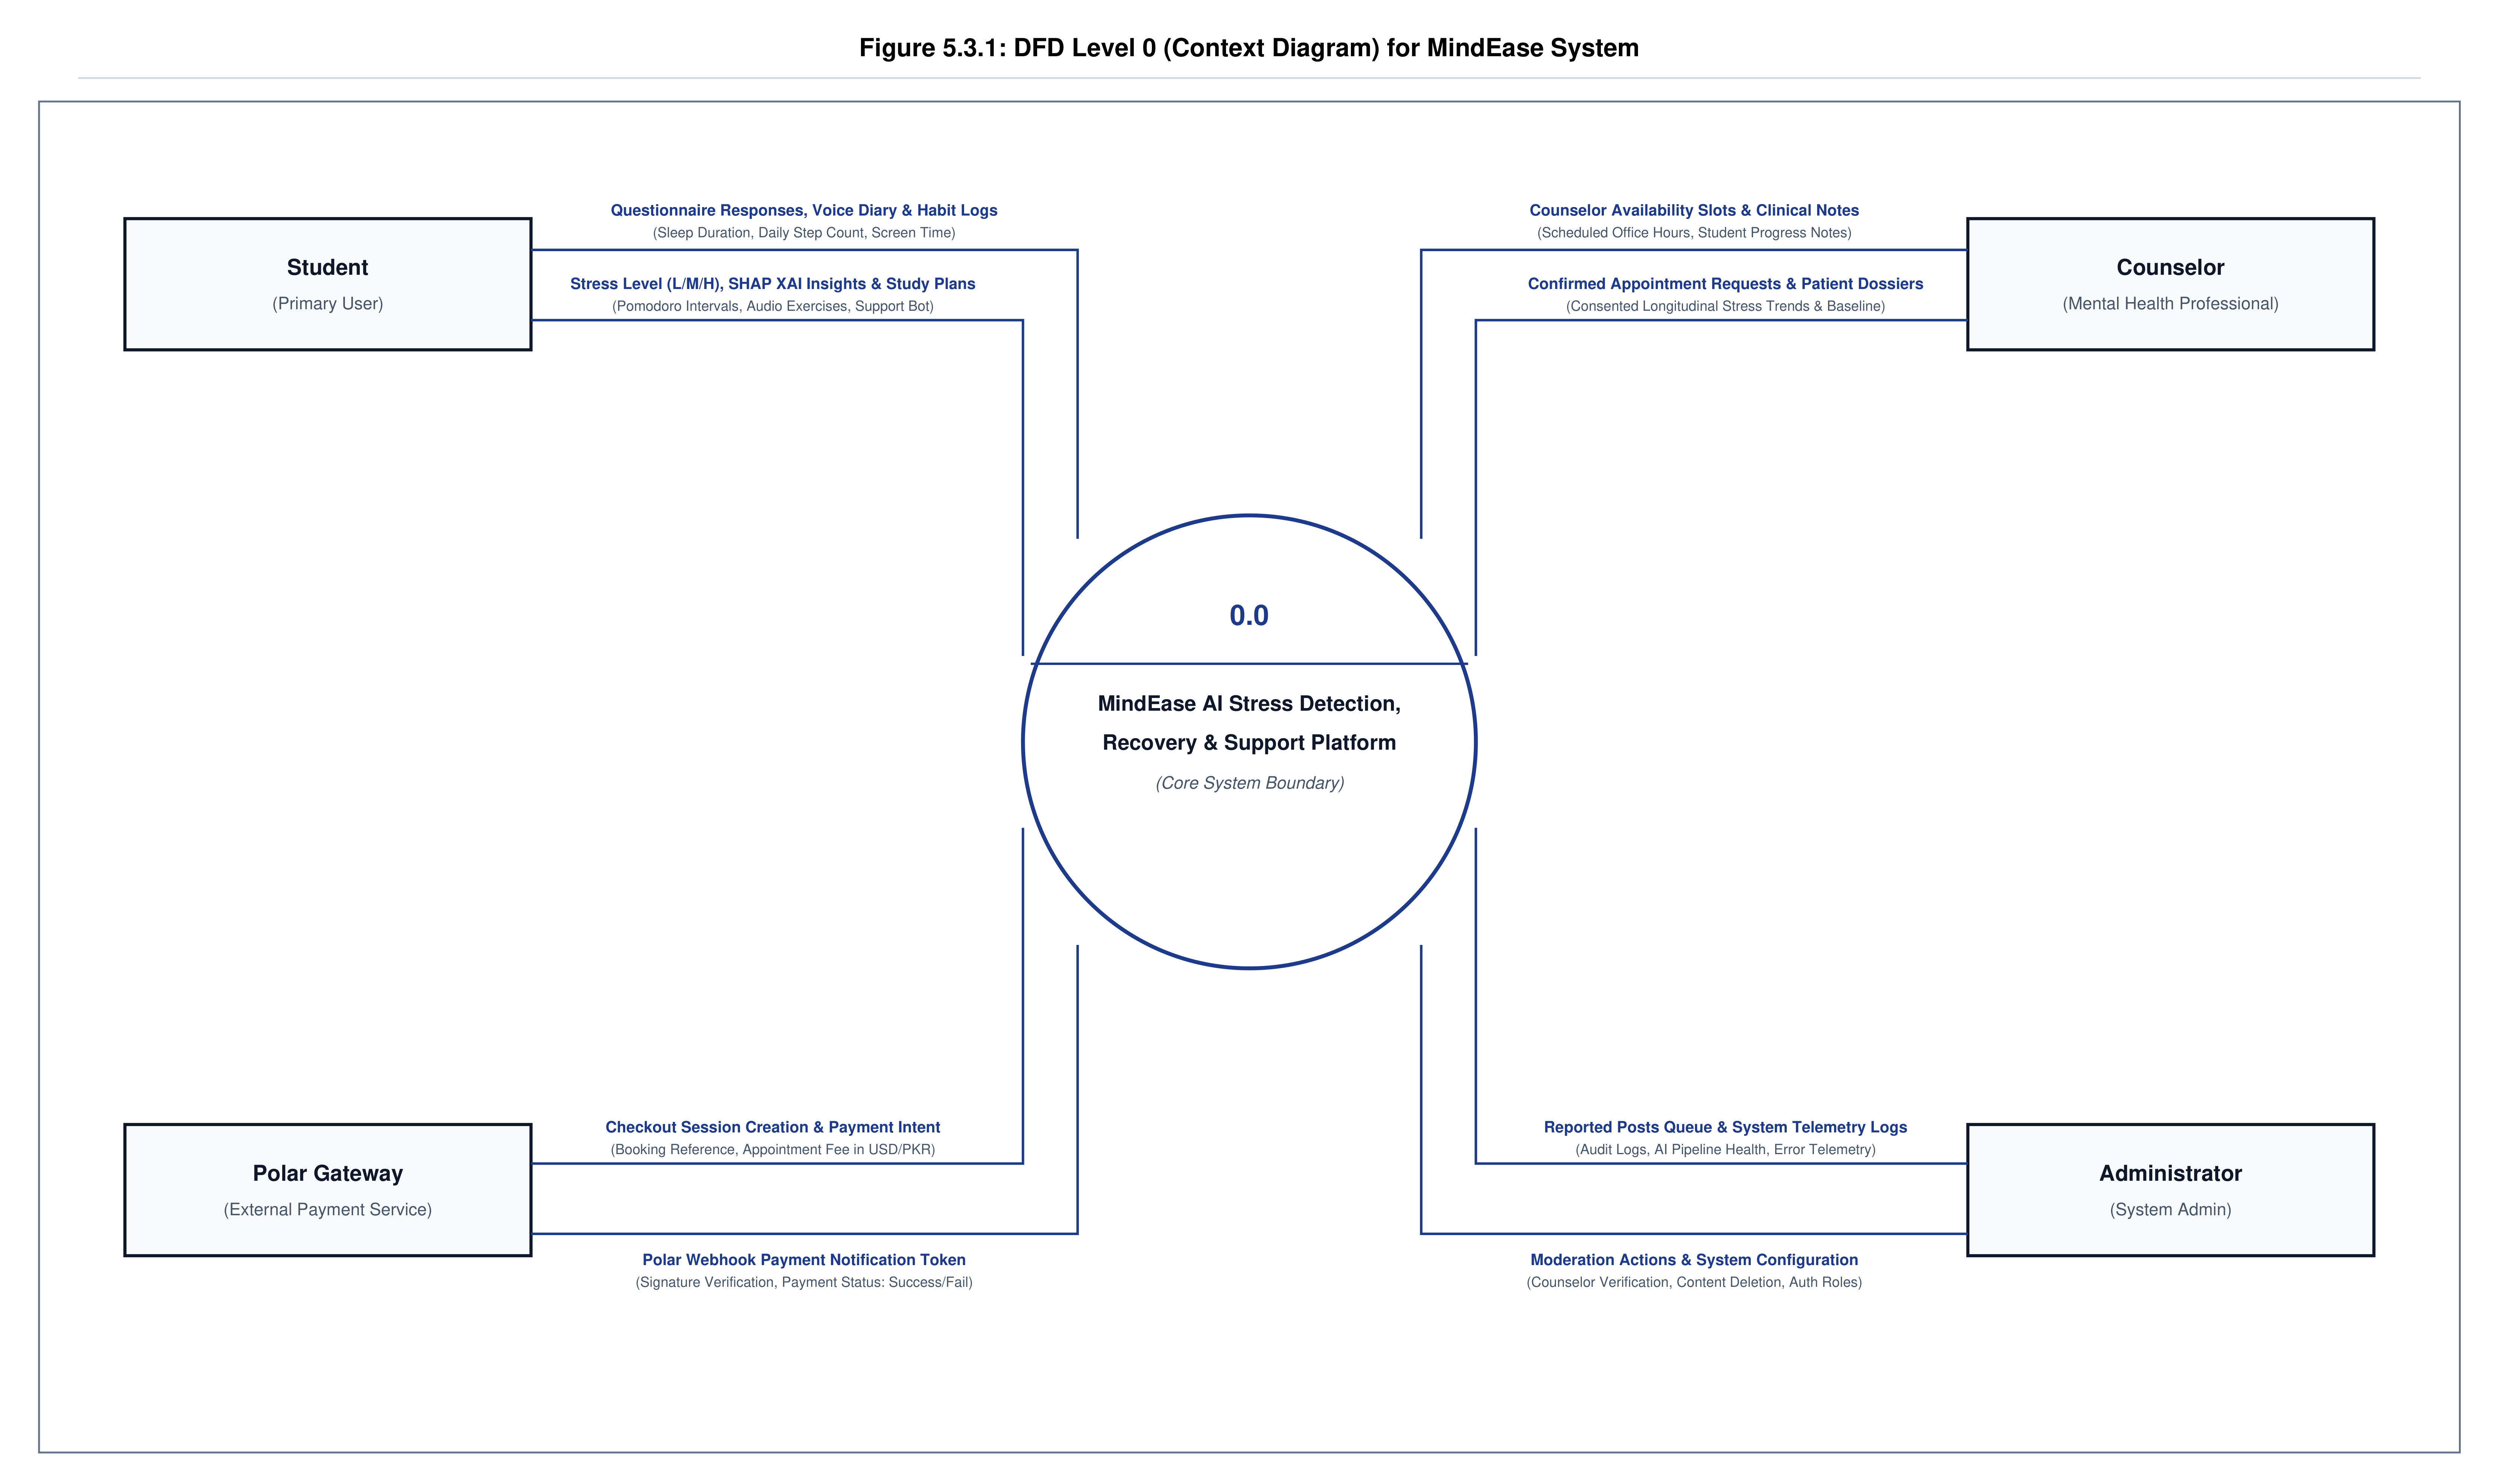 Figure 5.3.1: DFD Level 0 (Context Diagram) for MindEase System
Student
(Primary User)
Questionnaire Responses, Voice Diary & Habit Logs
(Sleep Duration, Daily Step Count, Screen Time)
Stress Level (L/M/H), SHAP XAI Insights & Study Plans
(Pomodoro Intervals, Audio Exercises, Support Bot)
Counselor Availability Slots & Clinical Notes
(Scheduled Office Hours, Student Progress Notes)
Confirmed Appointment Requests & Patient Dossiers
(Consented Longitudinal Stress Trends & Baseline)
Counselor
(Mental Health Professional)
0.0
MindEase AI Stress Detection,
Recovery & Support Platform
(Core System Boundary)
Polar Gateway
(External Payment Service)
Checkout Session Creation & Payment Intent
(Booking Reference, Appointment Fee in USD/PKR)
Polar Webhook Payment Notification Token
(Signature Verification, Payment Status: Success/Fail)
Reported Posts Queue & System Telemetry Logs
(Audit Logs, AI Pipeline Health, Error Telemetry)
Moderation Actions & System Configuration
(Counselor Verification, Content Deletion, Auth Roles)
Administrator
(System Admin)